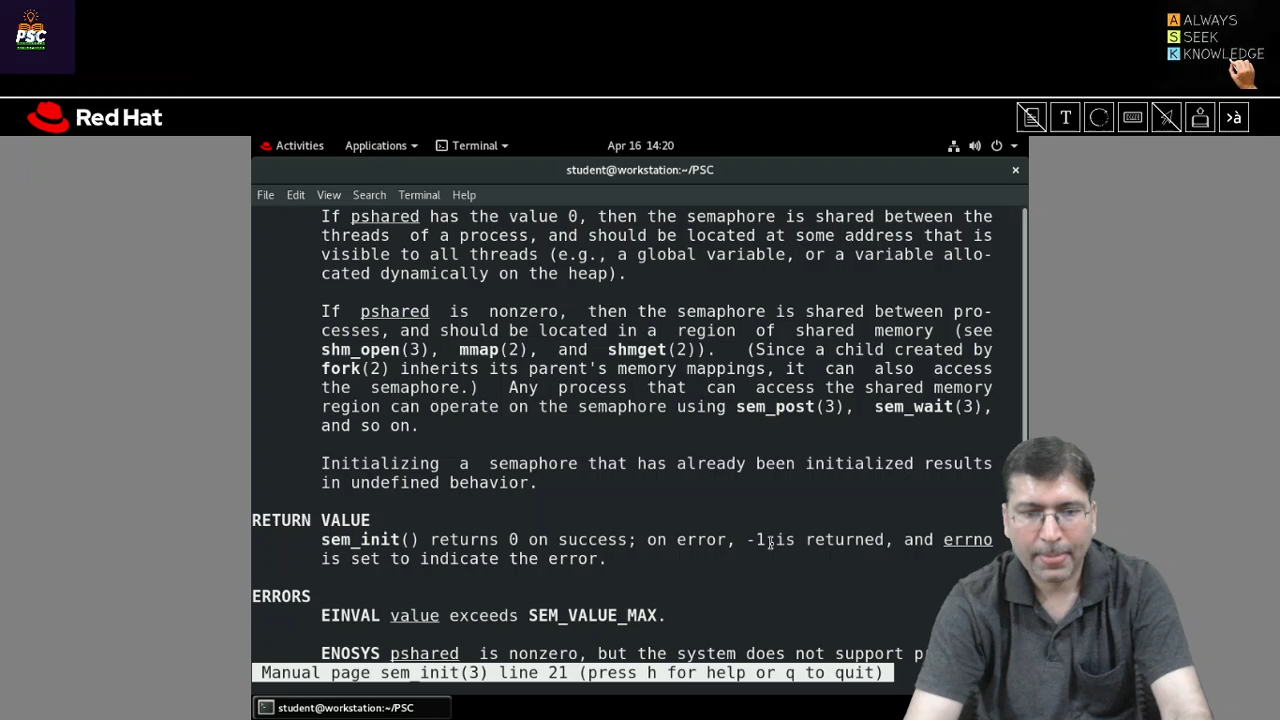 PSC
A ALWAYS
S SEEK
K KNOWLEDGE
Red Hat
T
›à
Activities Applications Terminal Apr 16 14:20
student@workstation:~/PSC ×
File Edit View Search Terminal Help
If pshared has the value 0, then the semaphore is shared between the
threads of a process, and should be located at some address that is
visible to all threads (e.g., a global variable, or a variable allo-
cated dynamically on the heap).
If pshared is nonzero, then the semaphore is shared between pro-
cesses, and should be located in a region of shared memory (see
shm_open(3), mmap(2), and shmget(2)). (Since a child created by
fork(2) inherits its parent's memory mappings, it can also access
the semaphore.) Any process that can access the shared memory
region can operate on the semaphore using sem_post(3), sem_wait(3),
and so on.
Initializing a semaphore that has already been initialized results
in undefined behavior.
RETURN VALUE
sem_init() returns 0 on success; on error, -1 is returned, and errno
is set to indicate the error.
ERRORS
EINVAL value exceeds SEM_VALUE_MAX.
ENOSYS pshared is nonzero, but the system does not support
Manual page sem_init(3) line 21 (press h for help or q to quit)
student@workstation:~/PSC